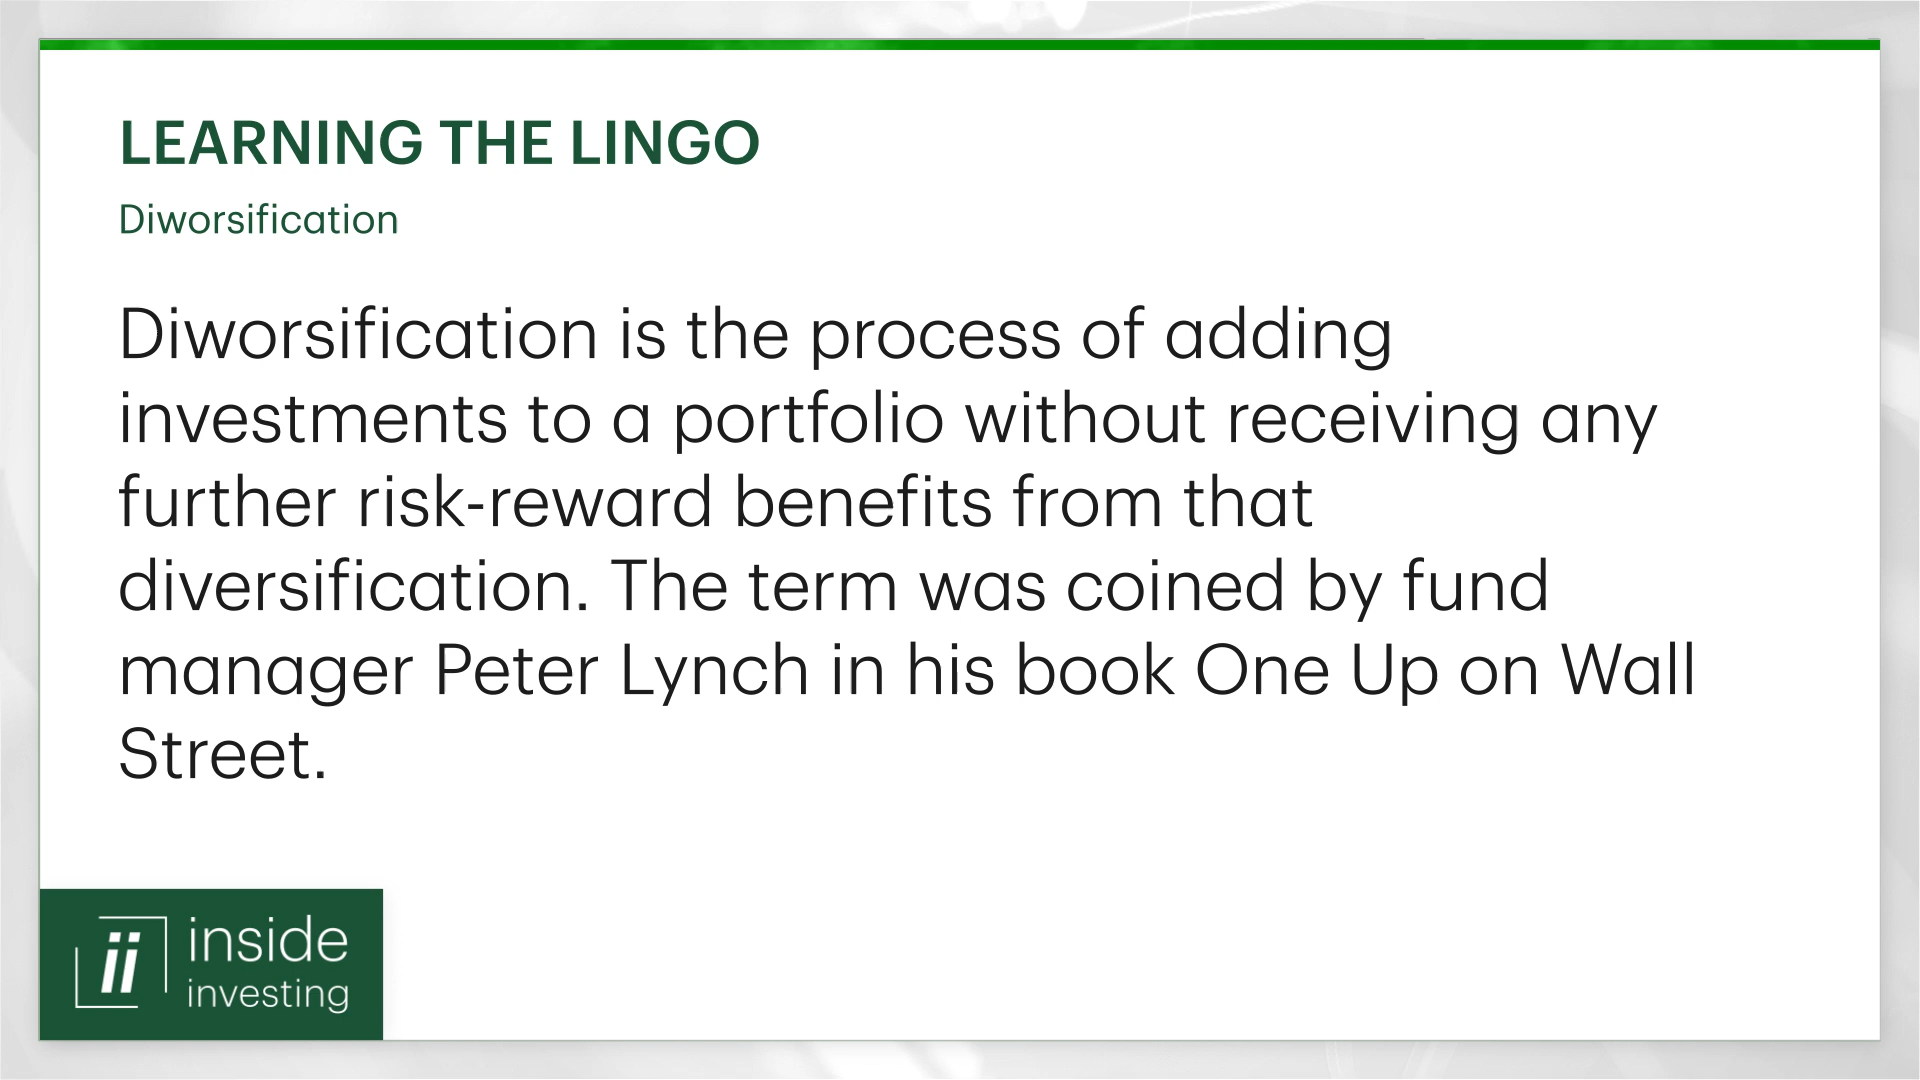 LEARNING THE LINGO
Diworsification
Diworsification is the process of adding
investments to a portfolio without receiving any
further risk-reward benefits from that
diversification. The term was coined by fund
manager Peter Lynch in his book One Up on Wall
Street.
ii inside
investing